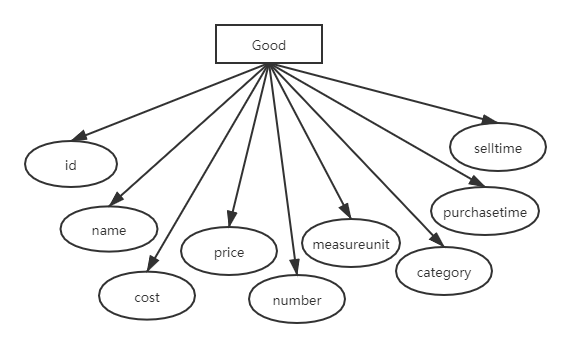 Good
id
name
cost
price
number
measureunit
category
purchasetime
selltime